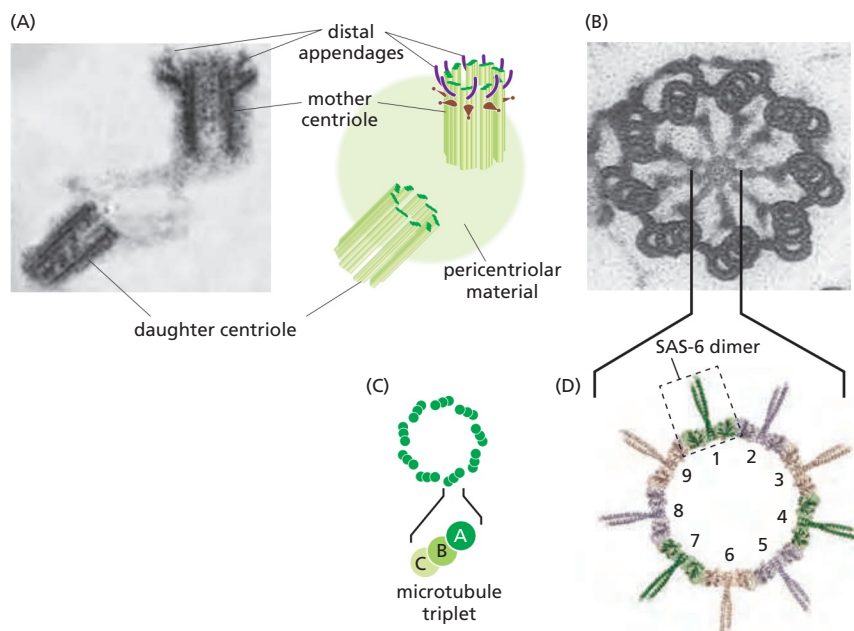 (A)
distal
appendages
mother
centriole
pericentriolar
material
daughter centriole
(B)
SAS-6 dimer
(C)
A
B
C
microtubule
triplet
(D)
1
2
3
4
5
6
7
8
9